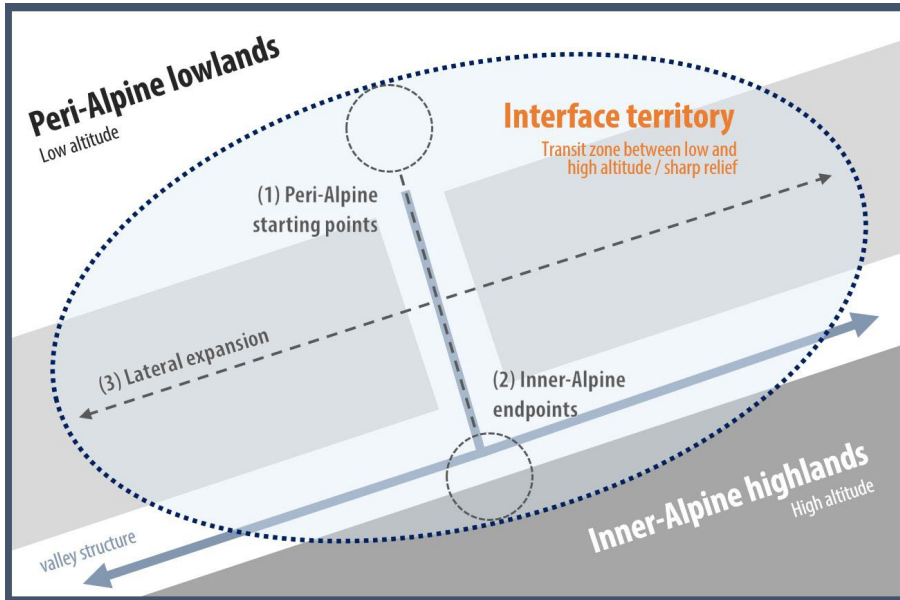 Peri-Alpine lowlands
Low altitude
Interface territory
Transit zone between low and
high altitude / sharp relief
(1) Peri-Alpine
starting points
(3) Lateral expansion
(2) Inner-Alpine
endpoints
Inner-Alpine highlands
High altitude
valley structure